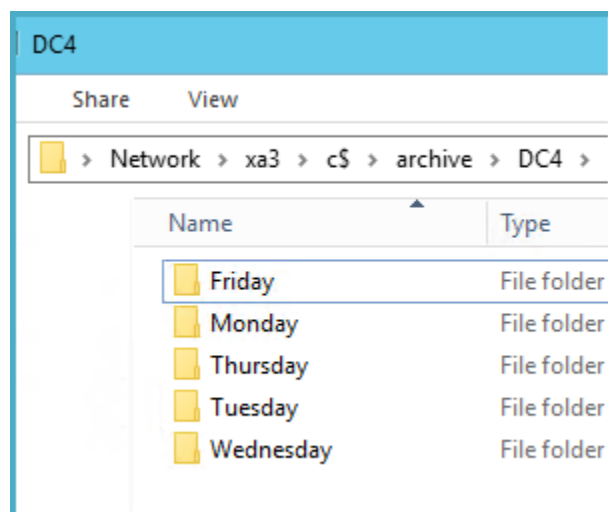 DC4
Share View
Network > xa3 > c$ > archive > DC4 >
Name Type
Friday File folder
Monday File folder
Thursday File folder
Tuesday File folder
Wednesday File folder